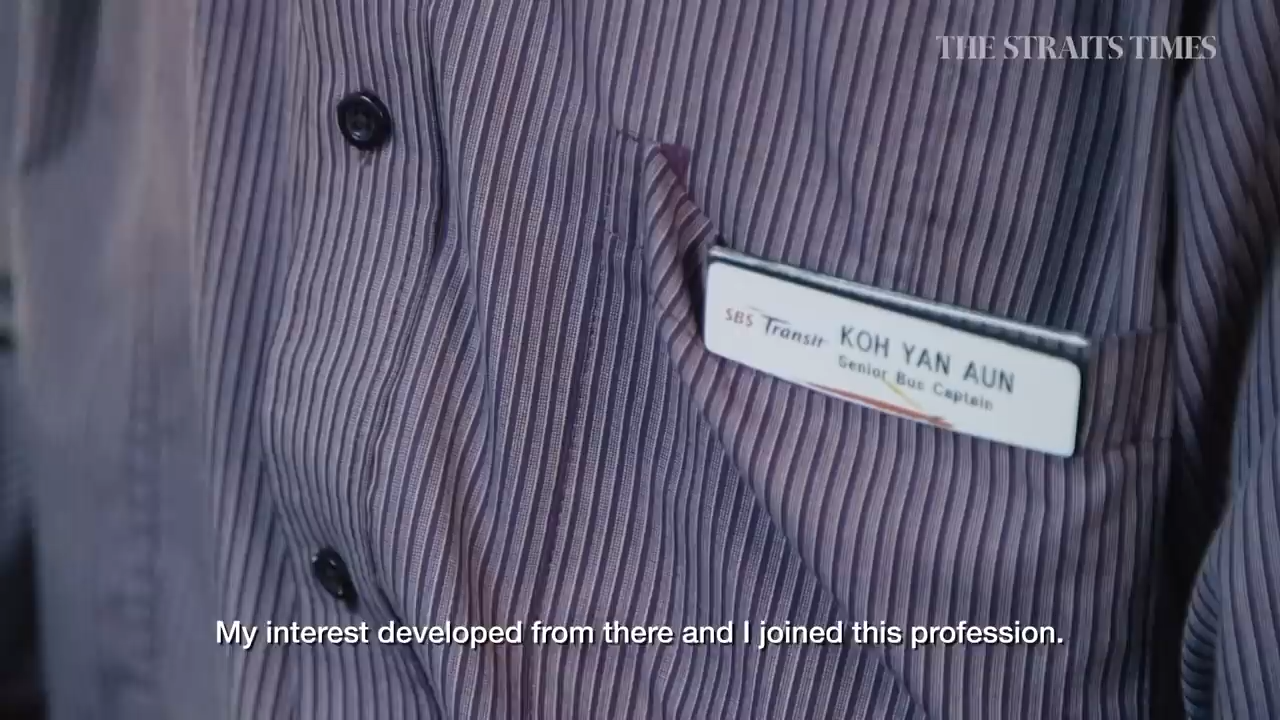 THE STRAITS TIMES
SBS Transit KOH YAN AUN
Senior Bus Captain
My interest developed from there and I joined this profession.